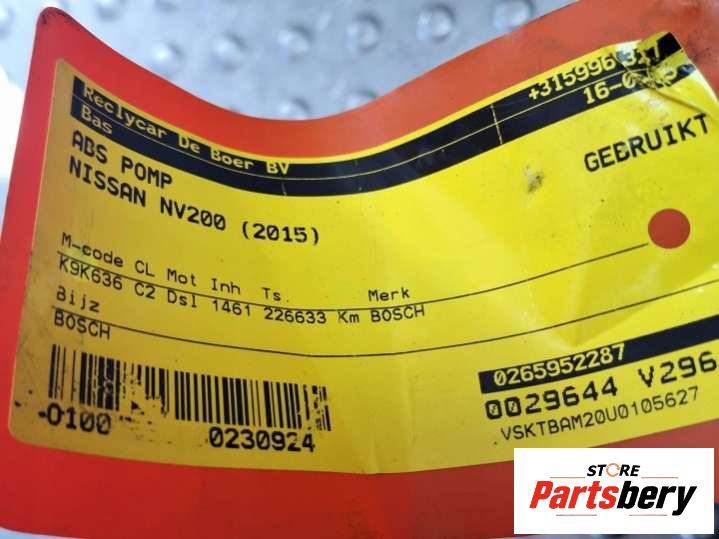 Reclycar De Boer BV
Bas
GEBRUIKT
ABS POMP
NISSAN NV200 (2015)
M-code CL Mot Inh Ts. Merk
K9K636 C2 Dsl 1461 226633 Km BOSCH
Bijz
BOSCH
0265952287
0029644 V296
VSKTBAM20U0105627
0100 0230924
STORE
Partsbery